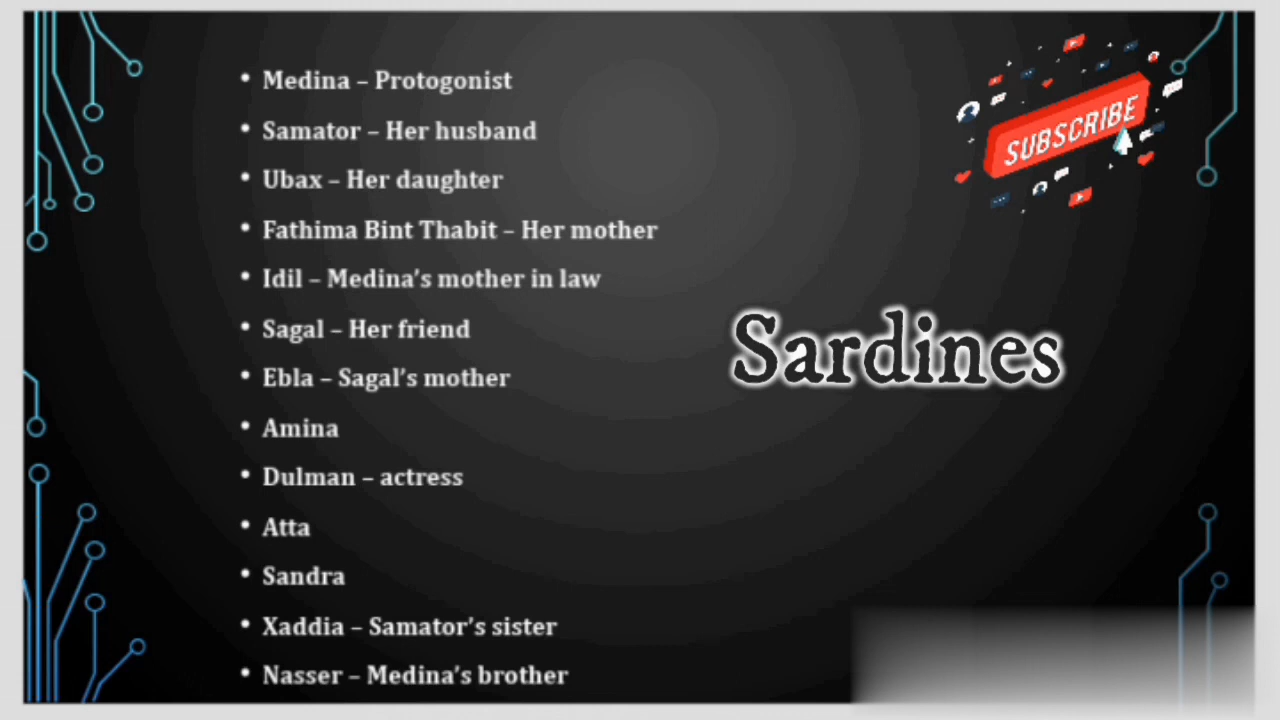 • Medina – Protogonist
• Samator – Her husband
• Ubax – Her daughter
• Fathima Bint Thabit – Her mother
• Idil – Medina's mother in law
• Sagal – Her friend
• Ebla – Sagal's mother
• Amina
• Dulman – actress
• Atta
• Sandra
• Xaddia – Samator's sister
• Nasser – Medina's brother
SUBSCRIBE
Sardines